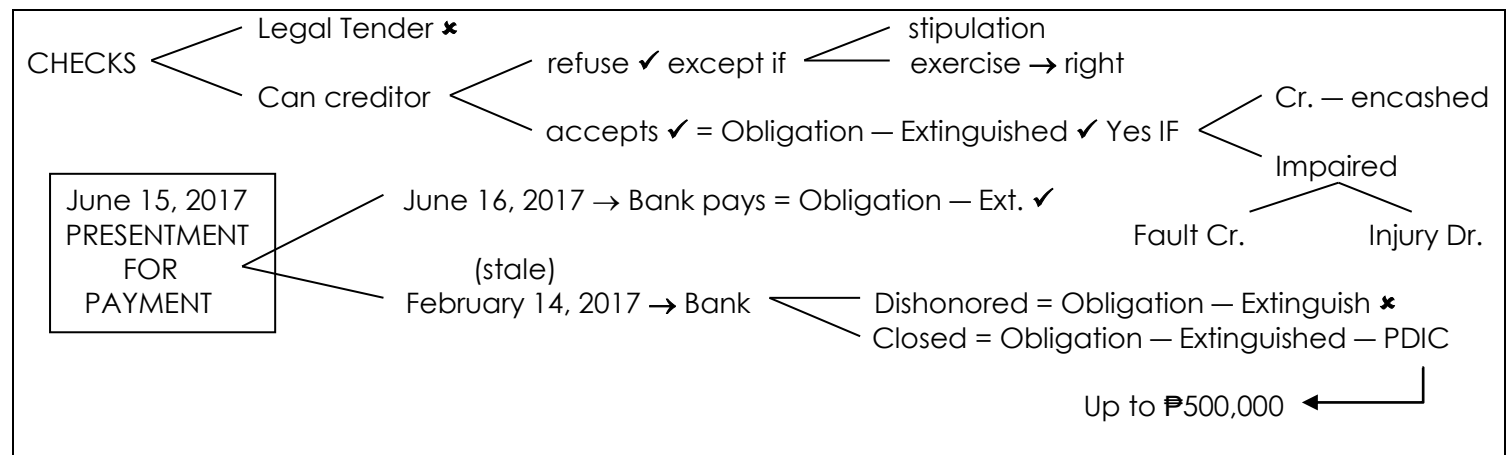 Legal Tender ✖
stipulation
CHECKS
refuse ✔ except if
exercise → right
Can creditor
Cr. — encashed
accepts ✔ = Obligation — Extinguished ✔ Yes IF
Impaired
June 15, 2017
PRESENTMENT
FOR
PAYMENT
June 16, 2017 → Bank pays = Obligation — Ext. ✔
Fault Cr.
Injury Dr.
(stale)
February 14, 2017 → Bank
Dishonored = Obligation — Extinguish ✖
Closed = Obligation — Extinguished — PDIC
Up to ₱500,000